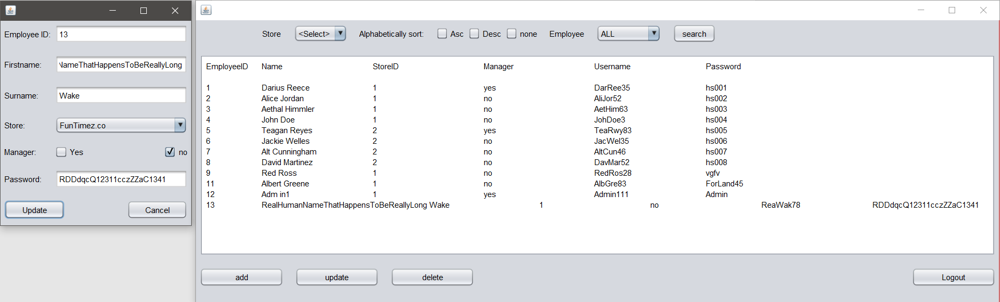 Employee ID: 13
Firstname: NameThatHappensToBeReallyLong
Surname: Wake
Store: FunTimez.co
Manager: Yes no
Password: RDDdqcQ12311cczZZaC1341
Update Cancel
Store <Select> Alphabetically sort: Asc Desc none Employee ALL search
EmployeeID Name StoreID Manager Username Password
1 Darius Reece 1 yes DarRee35 hs001
2 Alice Jordan 1 no AliJor52 hs002
3 Aethal Himmler 1 no AetHim63 hs003
4 John Doe 1 no JohDoe3 hs004
5 Teagan Reyes 2 yes TeaRwy83 hs005
6 Jackie Welles 2 no JacWel35 hs006
7 Alt Cunningham 2 no AltCun46 hs007
8 David Martinez 2 no DavMar52 hs008
9 Red Ross 1 no RedRos28 vgfv
11 Albert Greene 1 no AlbGre83 ForLand45
12 Adm in1 1 yes Admin111 Admin
13 RealHumanNameThatHappensToBeReallyLong Wake 1 no ReaWak78 RDDdqcQ12311cczZZaC1341
add update delete Logout